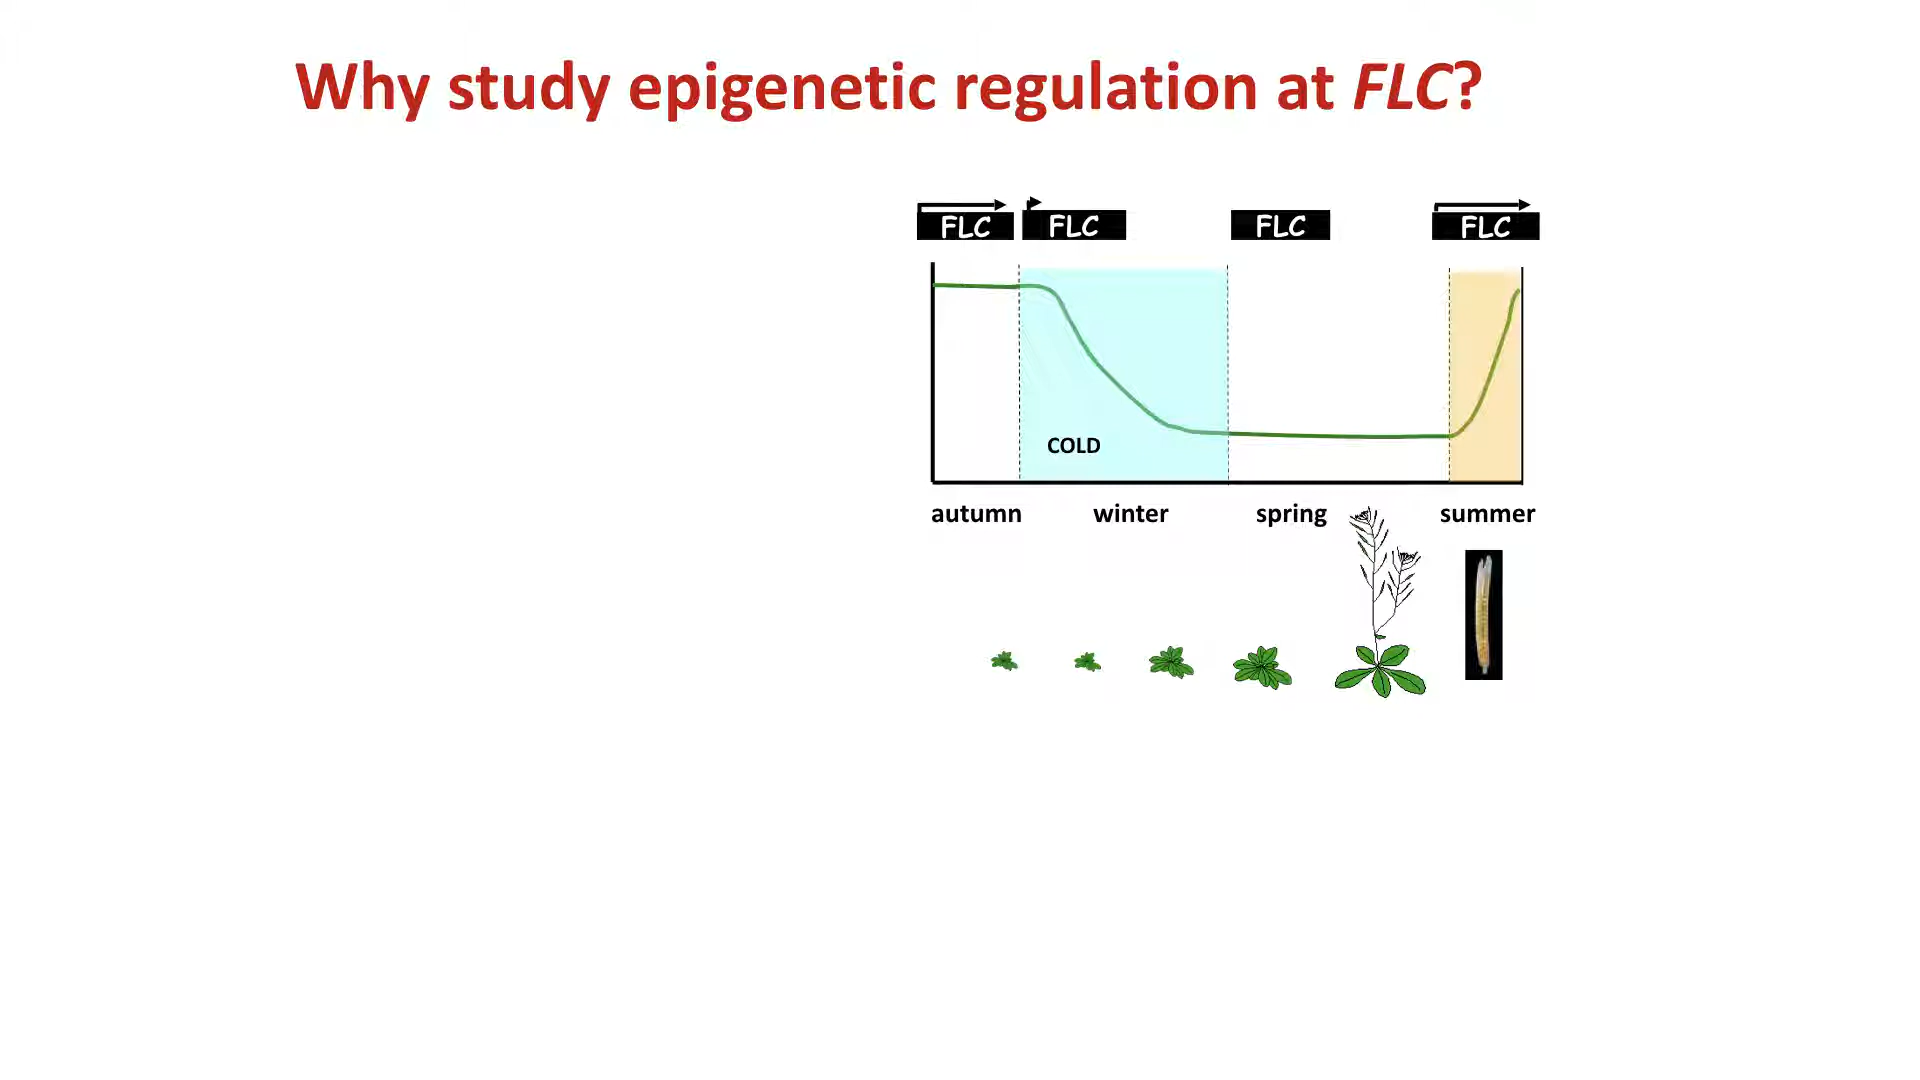 Why study epigenetic regulation at FLC?
FLC FLC FLC FLC
COLD
autumn winter spring summer